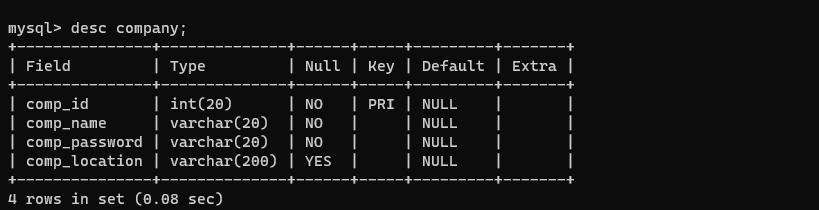 mysql> desc company;
+---------------+--------------+------+-----+---------+-------+
| Field         | Type         | Null | Key | Default | Extra |
+---------------+--------------+------+-----+---------+-------+
| comp_id       | int(20)      | NO   | PRI | NULL    |       |
| comp_name     | varchar(20)  | NO   |     | NULL    |       |
| comp_password | varchar(20)  | NO   |     | NULL    |       |
| comp_location | varchar(200) | YES  |     | NULL    |       |
+---------------+--------------+------+-----+---------+-------+
4 rows in set (0.08 sec)